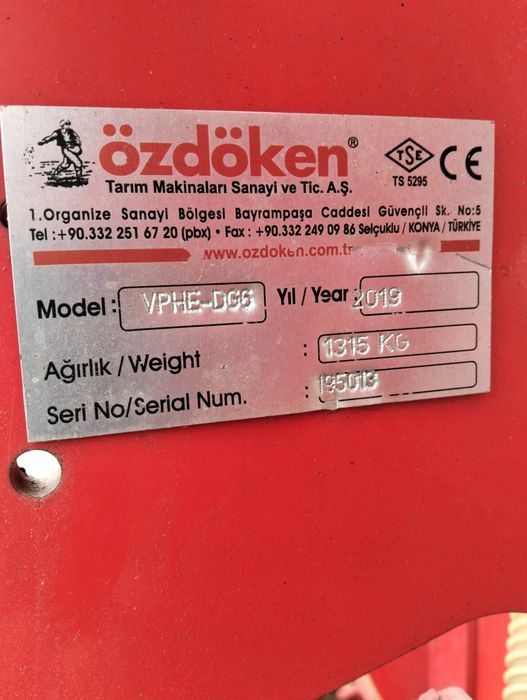 özdöken®
Tarım Makinaları Sanayi ve Tic. A.Ş.
TSE
TS 5295
CE
1.Organize Sanayi Bölgesi Bayrampaşa Caddesi Güvençli Sk. No:5
Tel :+90.332 251 67 20 (pbx) • Fax : +90.332 249 09 86 Selçuklu / KONYA / TÜRKİYE
www.ozdoken.com.tr
Model : VPHE-DG6 Yıl / Year 2019
Ağırlık / Weight : 1315 KG
Seri No/Serial Num. : 195013